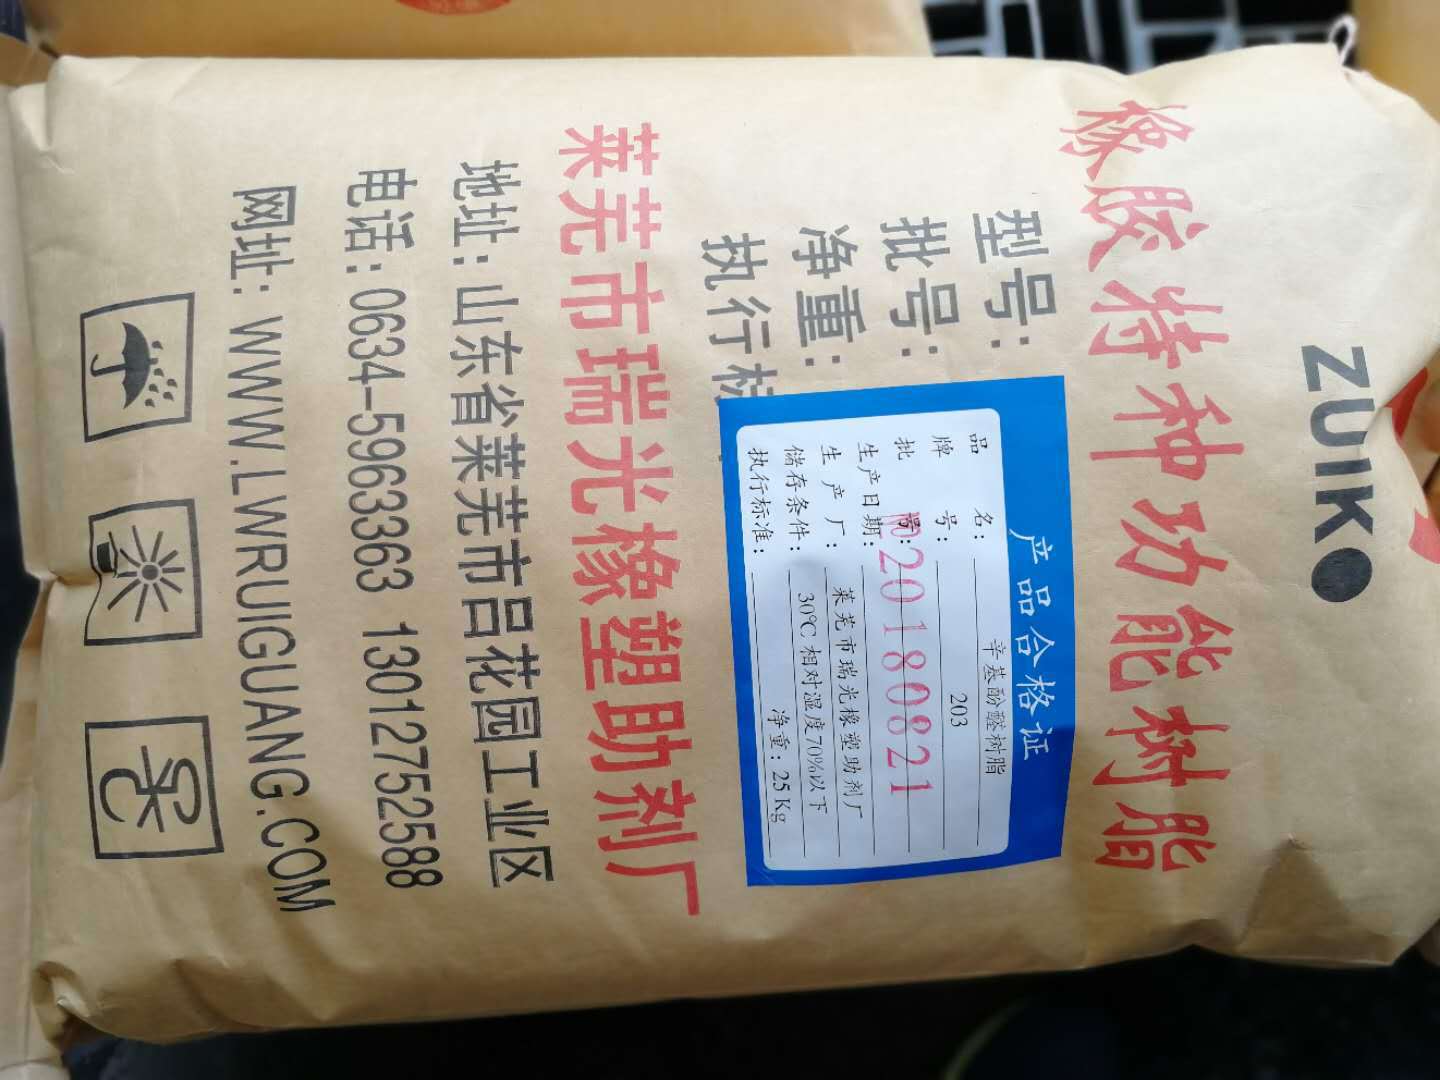 ZUIKO
橡胶特种功能树脂
型号:
批号:
净重:
执行标
产品合格证
品 名: 辛基酚醛树脂
牌 号: 203
批 号: 20180821
生产日期:
生 产 厂: 莱芜市瑞光橡塑助剂厂
储存条件: 30℃相对湿度70%以下
执行标准: 净重:25Kg
莱芜市瑞光橡塑助剂厂
地址:山东省莱芜市吕花园工业区
电话:0634-5963363 13012752588
网址:WWW.LWRUIGUANG.COM